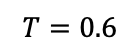 T = 0.6